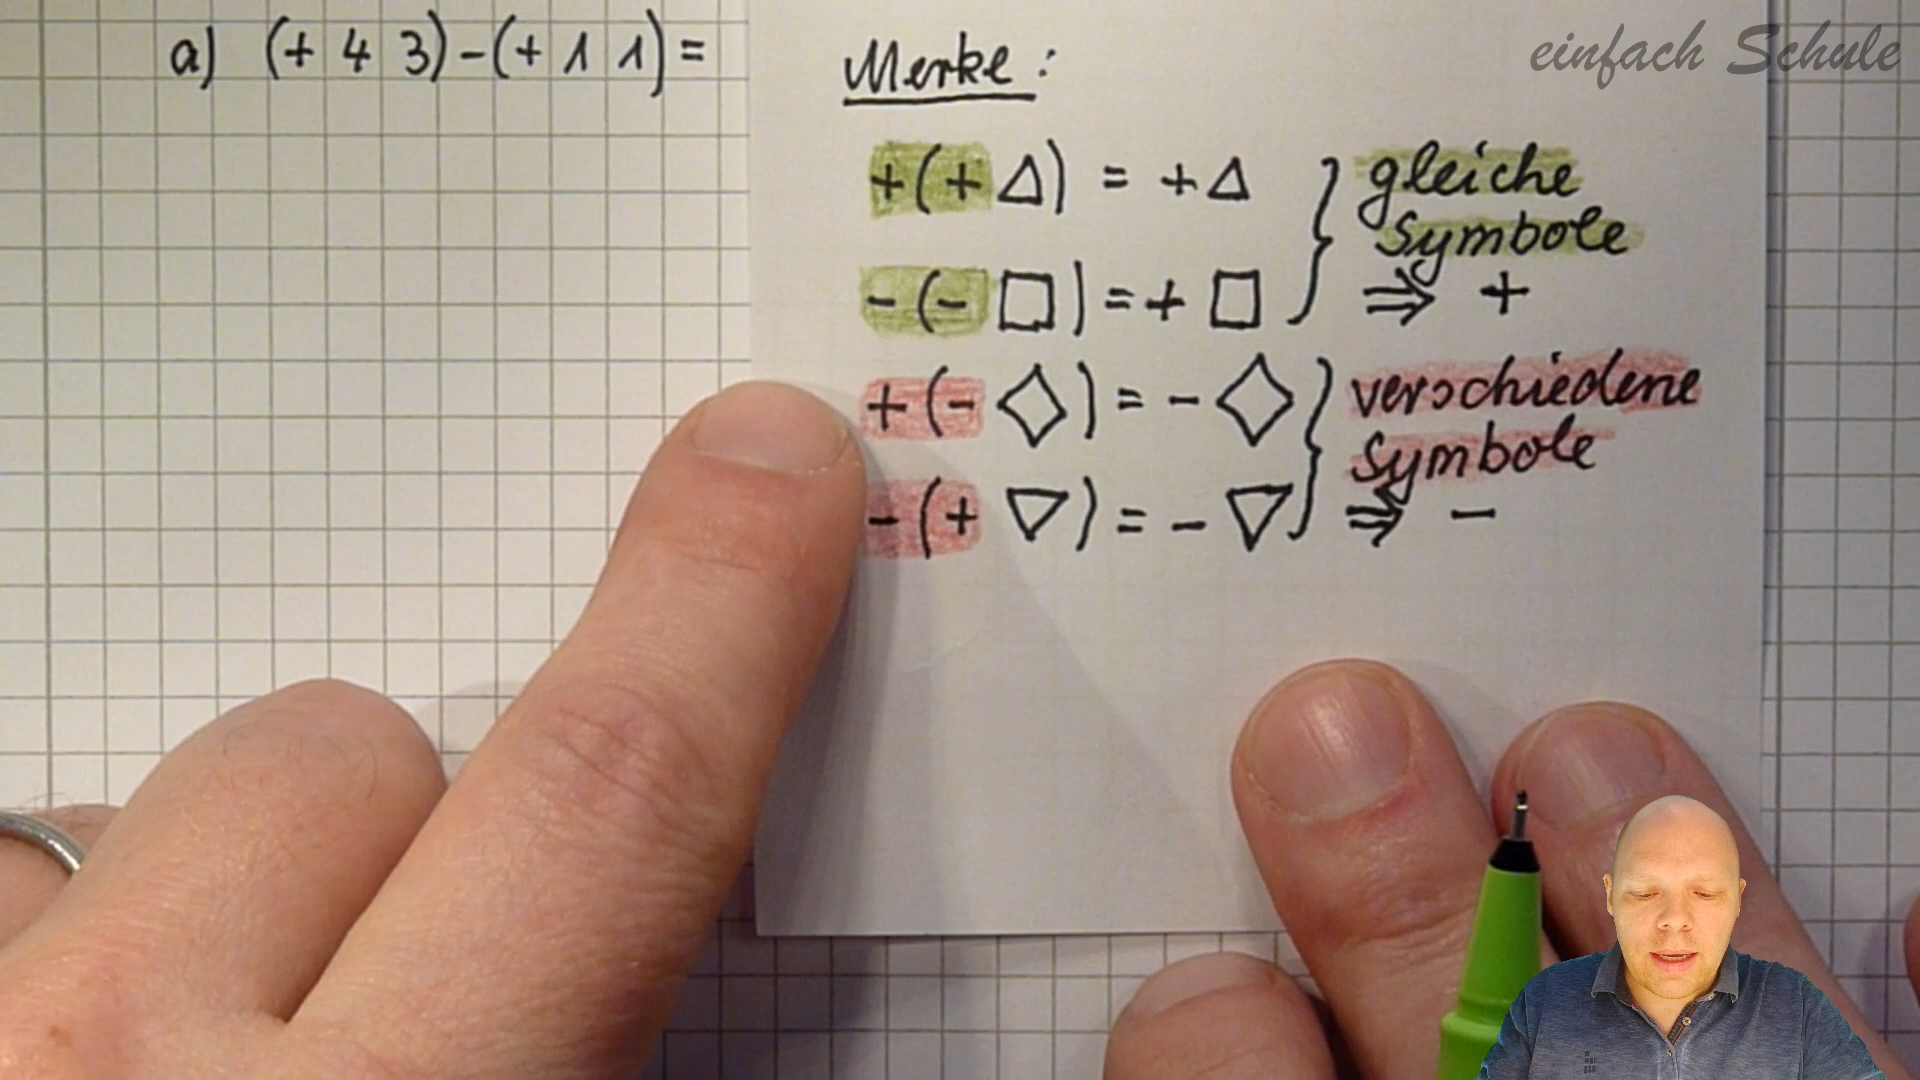 a) (+ 4 3) - (+ 1 1) =
einfach Schule
Merke:
+ (+ △) = + △
- (- □) = + □
gleiche
Symbole
⇒ +
+ (- ◇) = - ◇
- (+ ▽) = - ▽
verschiedene
Symbole
⇒ -